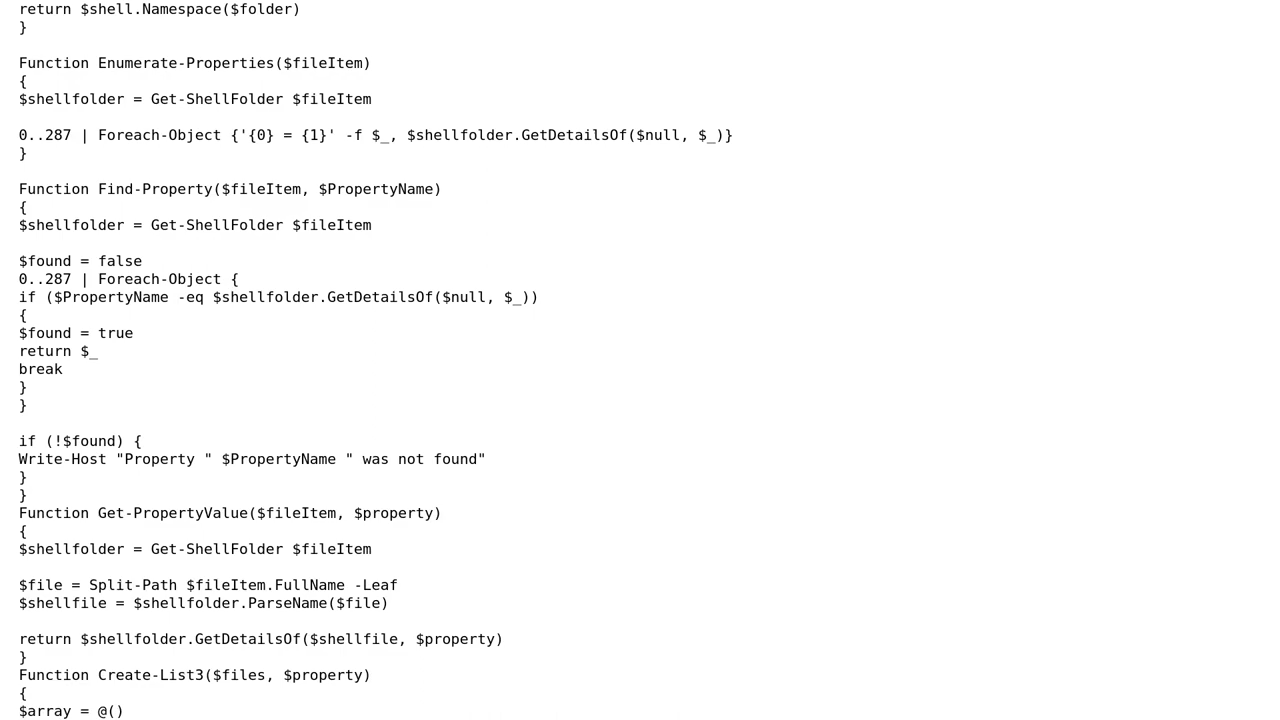 return $shell.Namespace($folder)
}
Function Enumerate-Properties($fileItem)
{
$shellfolder = Get-ShellFolder $fileItem
0..287 | Foreach-Object {'{0} = {1}' -f $_, $shellfolder.GetDetailsOf($null, $_)}
}
Function Find-Property($fileItem, $PropertyName)
{
$shellfolder = Get-ShellFolder $fileItem
$found = false
0..287 | Foreach-Object {
if ($PropertyName -eq $shellfolder.GetDetailsOf($null, $_))
{
$found = true
return $_
break
}
}
if (!$found) {
Write-Host "Property " $PropertyName " was not found"
}
}
Function Get-PropertyValue($fileItem, $property)
{
$shellfolder = Get-ShellFolder $fileItem
$file = Split-Path $fileItem.FullName -Leaf
$shellfile = $shellfolder.ParseName($file)
return $shellfolder.GetDetailsOf($shellfile, $property)
}
Function Create-List3($files, $property)
{
$array = @()